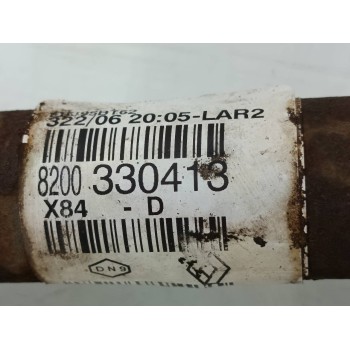 322/06 20:05-LAR2
8200 330413
X84 - D
DN9